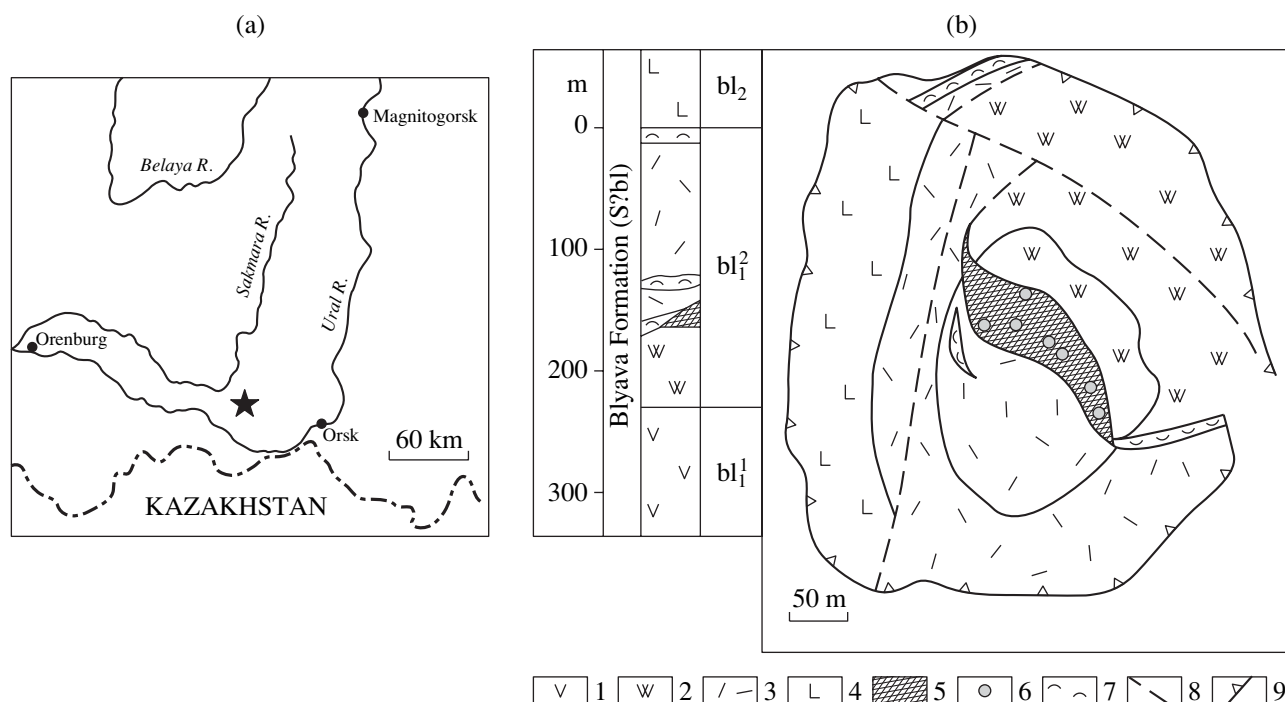 (a)
Magnitogorsk
Belaya R.
Sakmara R.
Ural R.
Orenburg
Orsk
60 km
KAZAKHSTAN
(b)
m
0
100
200
300
Blyava Formation (S?bl)
bl₂
bl₁²
bl₁¹
50 m
1 2 3 4 5 6 7 8 9